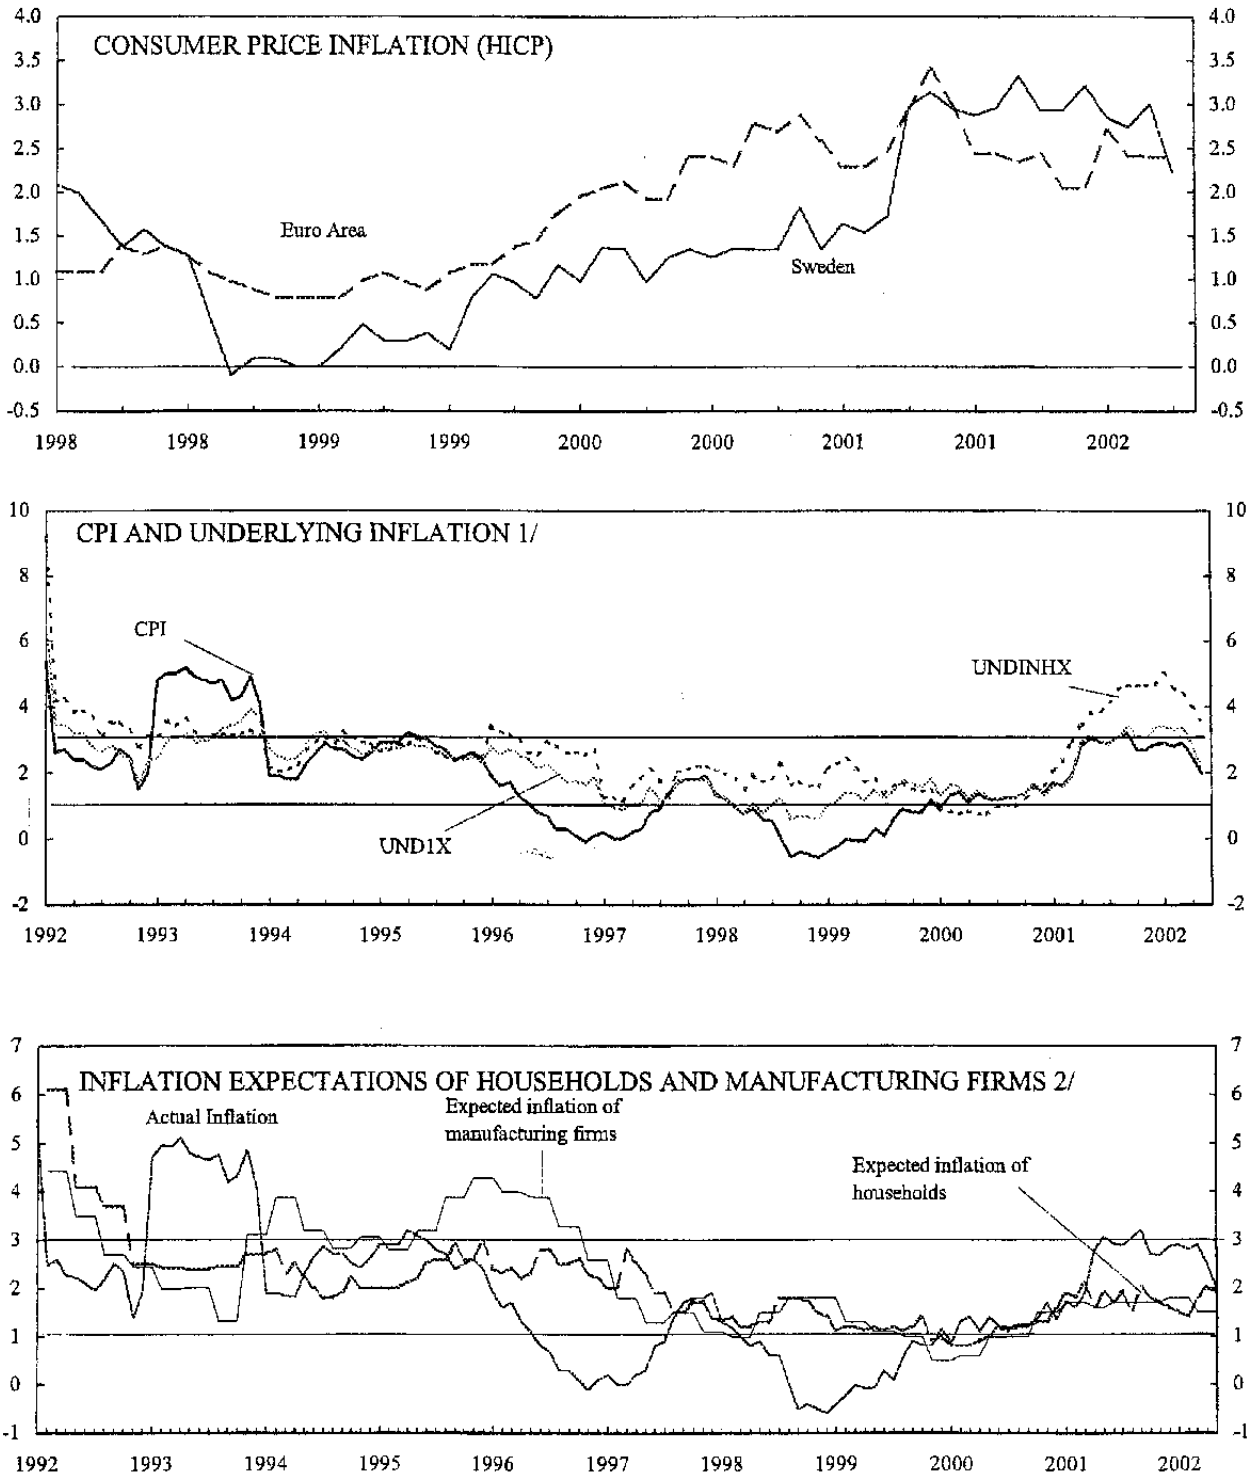 4.0 4.0
CONSUMER PRICE INFLATION (HICP)
3.5 3.5
3.0 3.0
2.5 2.5
2.0 2.0
Euro Area
1.5 1.5
Sweden
1.0 1.0
0.5 0.5
0.0 0.0
-0.5 -0.5
1998 1998 1999 1999 2000 2000 2001 2001 2002
10 10
CPI AND UNDERLYING INFLATION 1/
8 8
CPI
6 6
UNDINHX
4 4
2 2
UND1X
0 0
-2 -2
1992 1993 1994 1995 1996 1997 1998 1999 2000 2001 2002
7 7
INFLATION EXPECTATIONS OF HOUSEHOLDS AND MANUFACTURING FIRMS 2/
6 6
Actual Inflation
Expected inflation of
manufacturing firms
5 5
Expected inflation of
households
4 4
3 3
2 2
1 1
0 0
-1 -1
1992 1993 1994 1995 1996 1997 1998 1999 2000 2001 2002